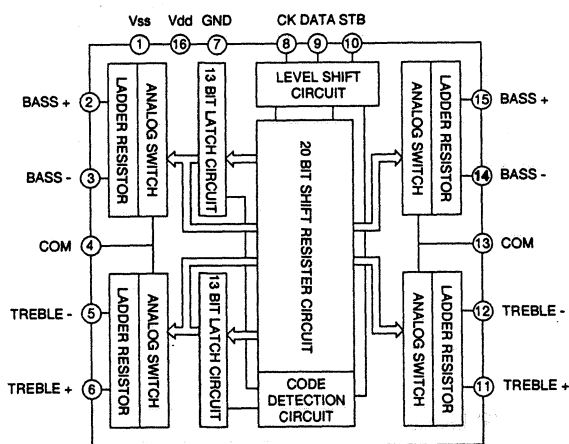 Vss Vdd GND CK DATA STB
1 16 7 8 9 10
LEVEL SHIFT
CIRCUIT
BASS + 2
BASS - 3
COM 4
TREBLE - 5
TREBLE + 6
LADDER RESISTOR
ANALOG SWITCH
13 BIT LATCH CIRCUIT
LADDER RESISTOR
ANALOG SWITCH
13 BIT LATCH CIRCUIT
20 BIT SHIFT RESISTER CIRCUIT
CODE
DETECTION
CIRCUIT
ANALOG SWITCH
LADDER RESISTOR
ANALOG SWITCH
LADDER RESISTOR
15 BASS +
14 BASS -
13 COM
12 TREBLE -
11 TREBLE +